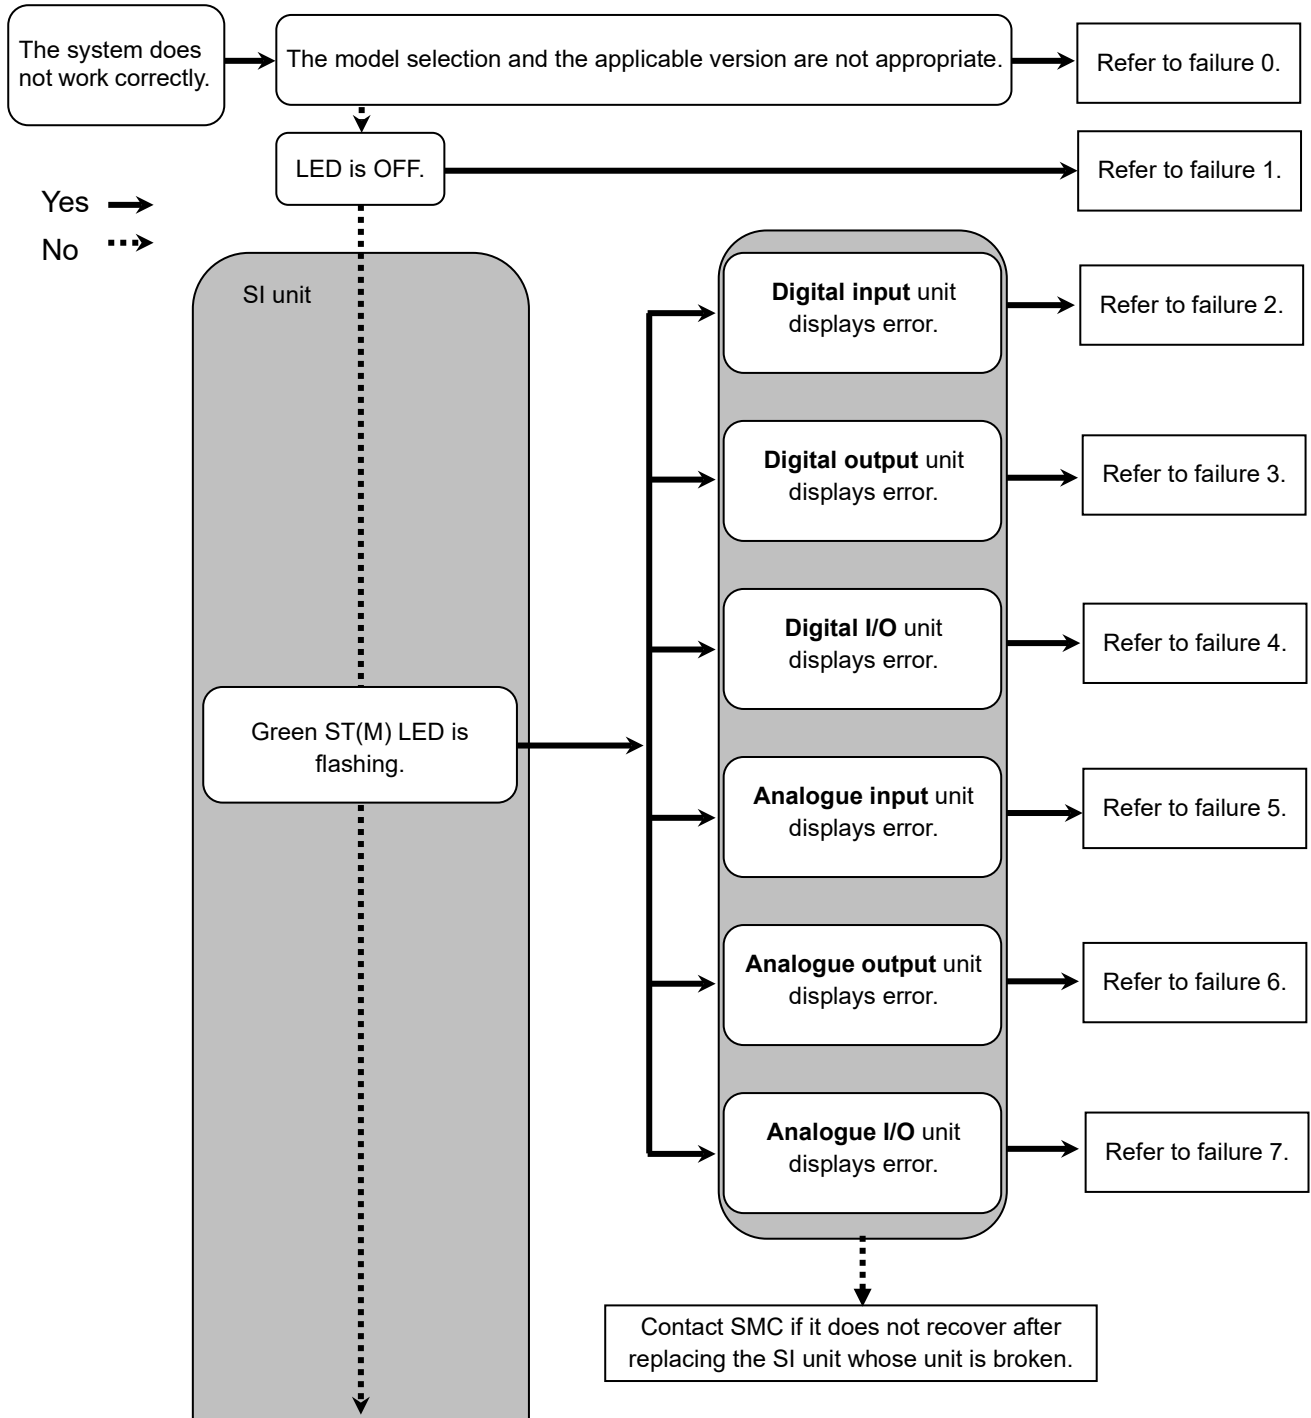 The system does
not work correctly.
The model selection and the applicable version are not appropriate.
Refer to failure 0.
LED is OFF.
Refer to failure 1.
Yes
No
SI unit
Digital input unit
displays error.
Refer to failure 2.
Digital output unit
displays error.
Refer to failure 3.
Digital I/O unit
displays error.
Refer to failure 4.
Green ST(M) LED is
flashing.
Analogue input unit
displays error.
Refer to failure 5.
Analogue output unit
displays error.
Refer to failure 6.
Analogue I/O unit
displays error.
Refer to failure 7.
Contact SMC if it does not recover after
replacing the SI unit whose unit is broken.